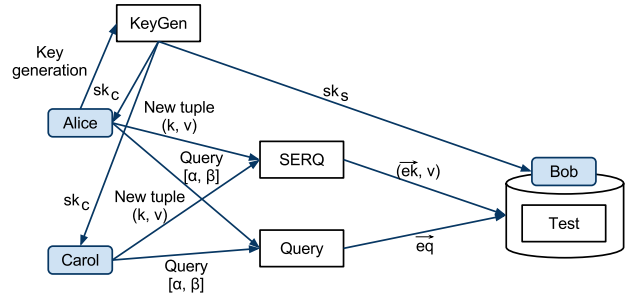 KeyGen
Key
generation
sk_C
sk_S
Alice
New tuple
(k, v)
Query
[α, β]
SERQ
(ek⃗, v)
Bob
New tuple
(k, v)
sk_C
Test
Carol
Query
eq⃗
Query
[α, β]